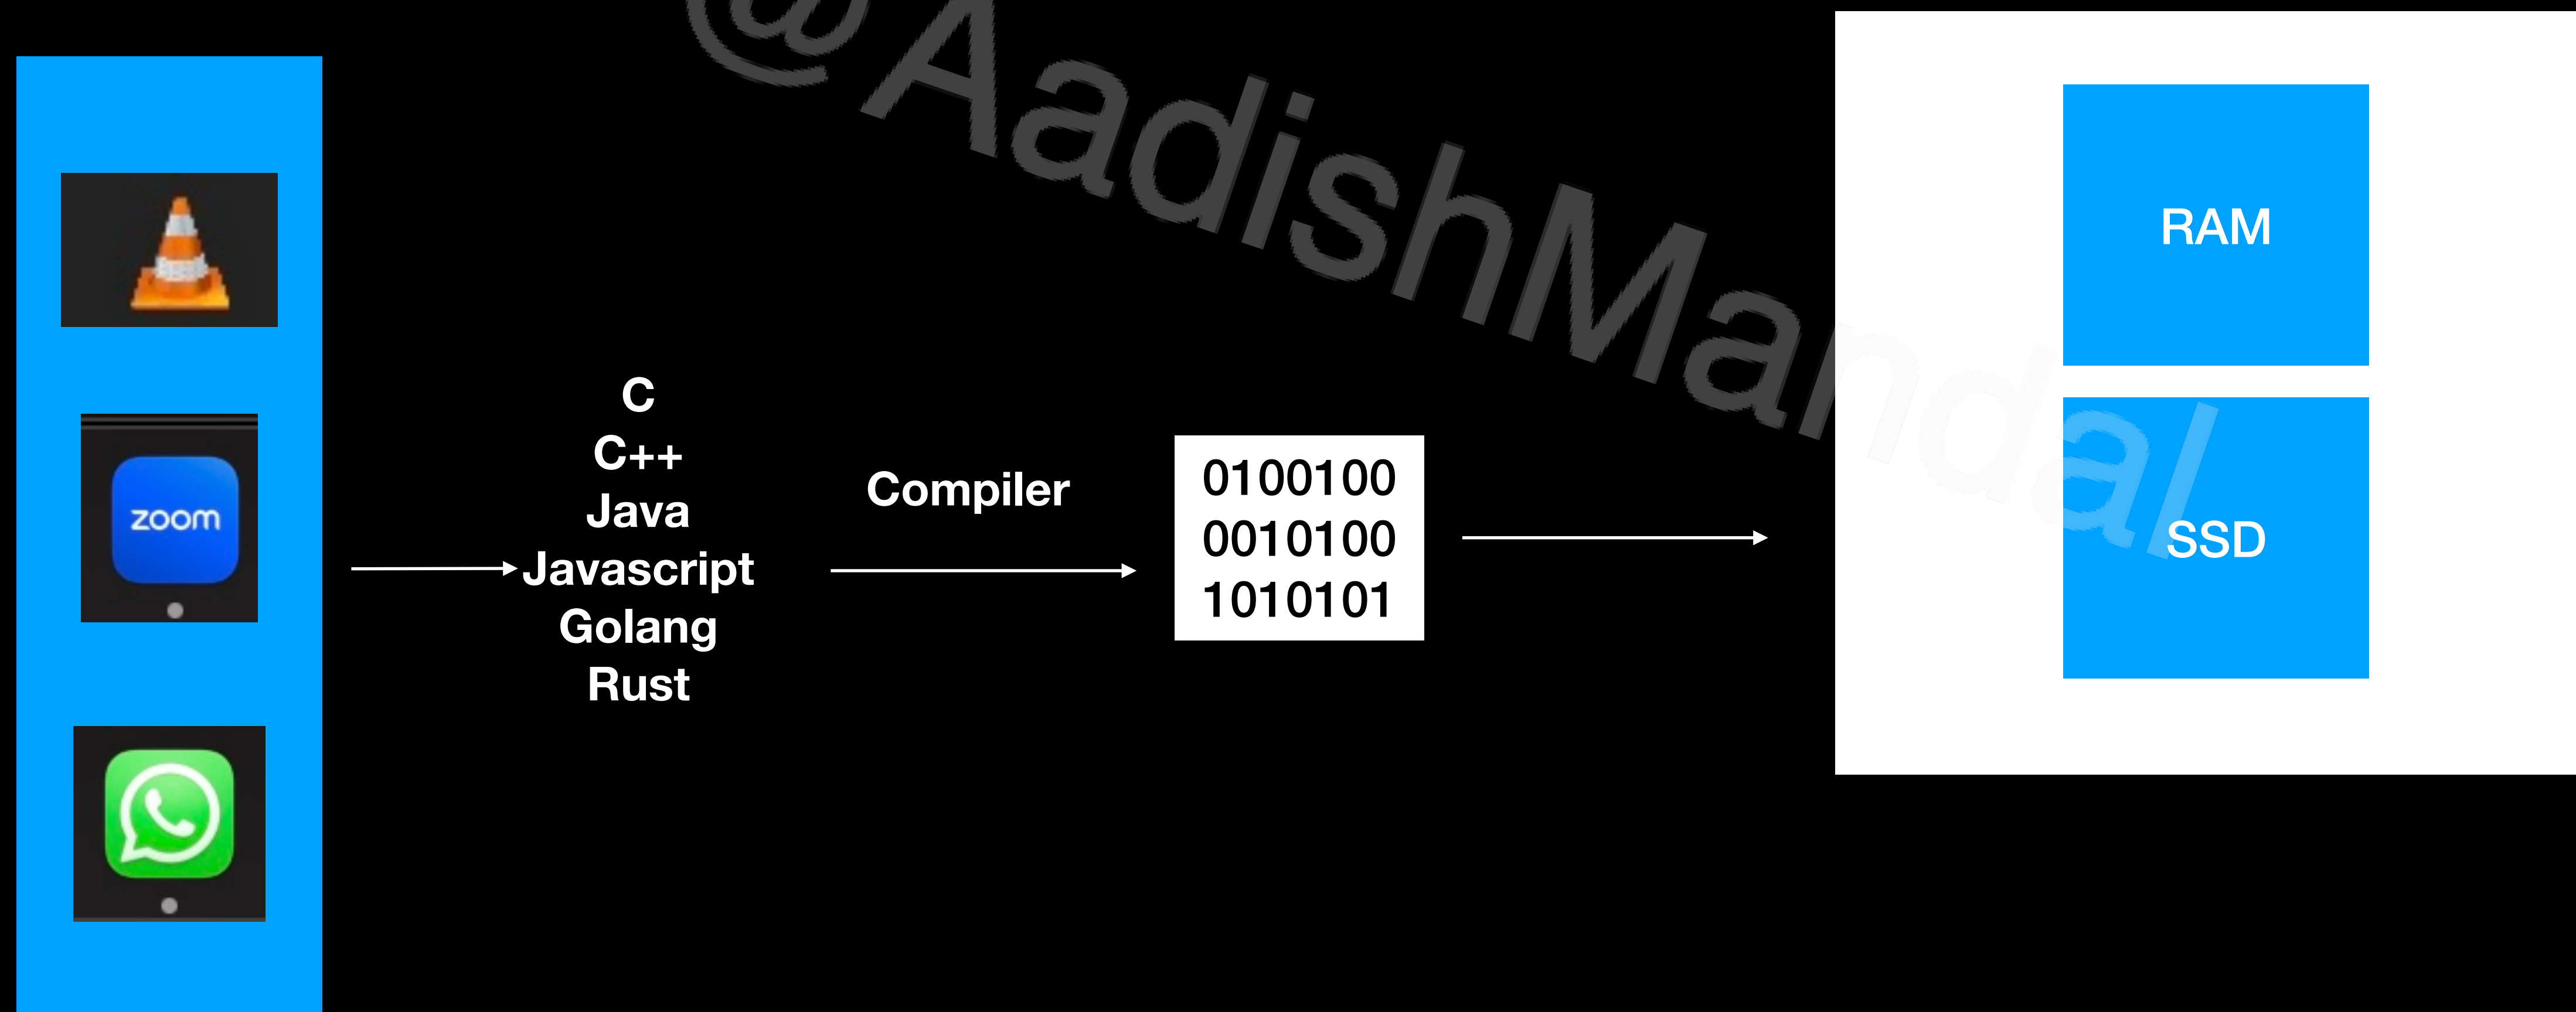 @AadishMandal
zoom
C
C++
Java
Javascript
Golang
Rust
Compiler
0100100
0010100
1010101
RAM
SSD